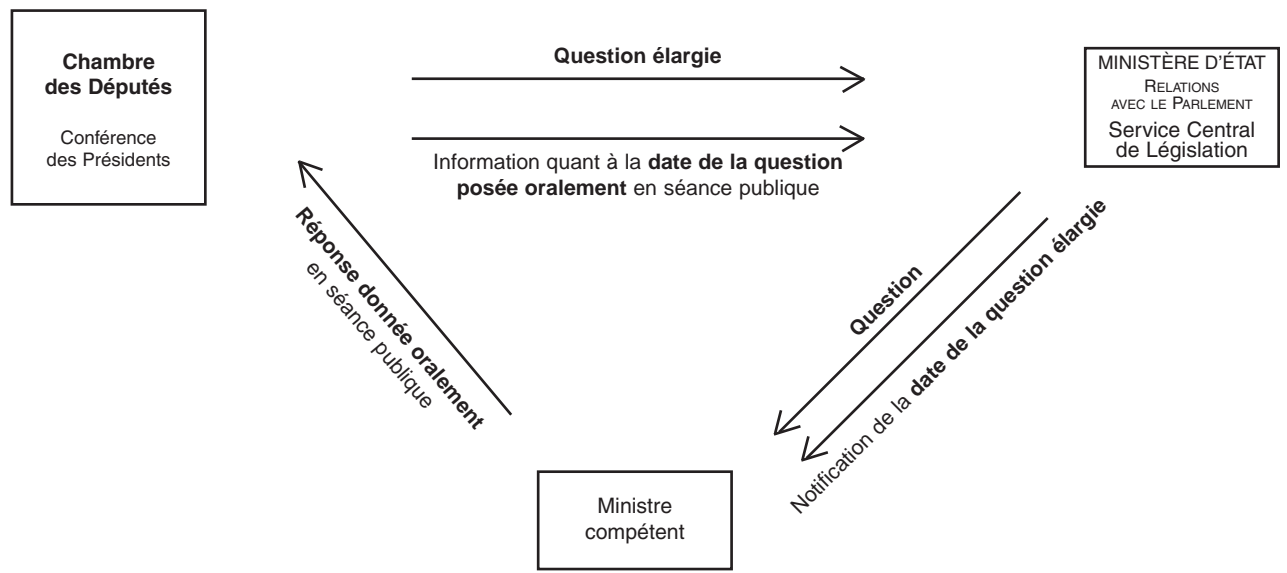 Chambre
des Députés
Conférence
des Présidents
Question élargie
Information quant à la date de la question
posée oralement en séance publique
MINISTÈRE D'ÉTAT
RELATIONS
AVEC LE PARLEMENT
Service Central
de Législation
Réponse donnée oralement
en séance publique
Question
Notification de la date de la question élargie
Ministre
compétent